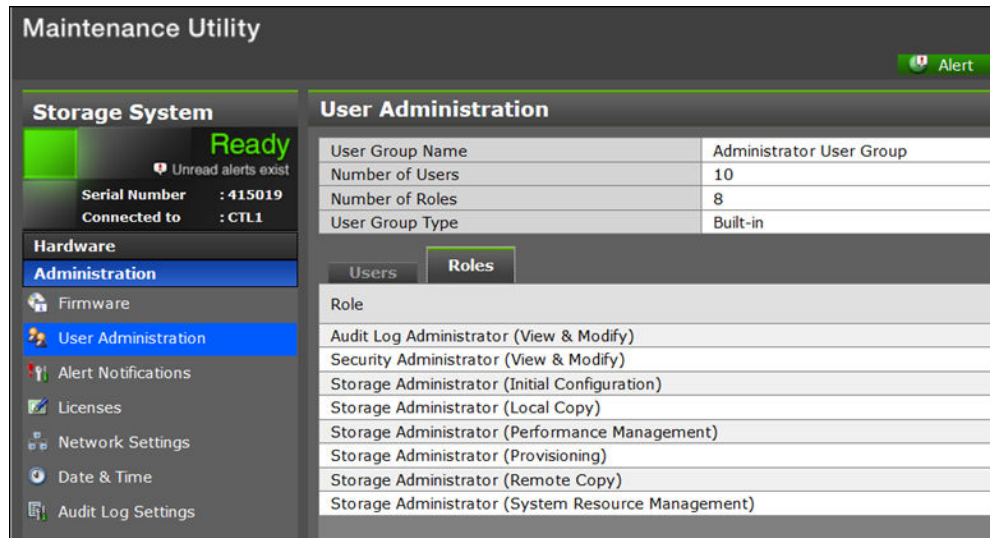 Maintenance Utility
Alert
Storage System
Ready
Unread alerts exist
Serial Number : 415019
Connected to : CTL1
Hardware
Administration
Firmware
User Administration
Alert Notifications
Licenses
Network Settings
Date & Time
Audit Log Settings
User Administration
User Group Name Administrator User Group
Number of Users 10
Number of Roles 8
User Group Type Built-in
Users Roles
Role
Audit Log Administrator (View & Modify)
Security Administrator (View & Modify)
Storage Administrator (Initial Configuration)
Storage Administrator (Local Copy)
Storage Administrator (Performance Management)
Storage Administrator (Provisioning)
Storage Administrator (Remote Copy)
Storage Administrator (System Resource Management)